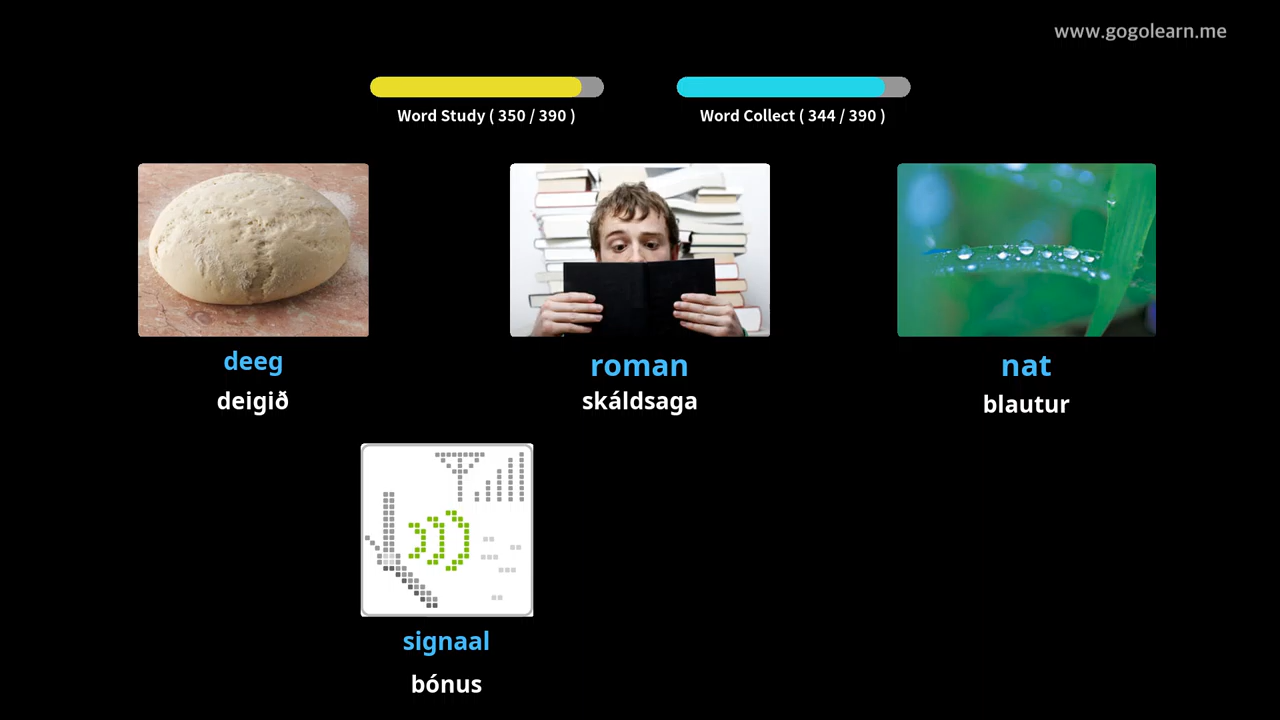 www.gogolearn.me
Word Study ( 350 / 390 )
Word Collect ( 344 / 390 )
deeg
deigið
roman
skáldsaga
nat
blautur
signaal
bónus